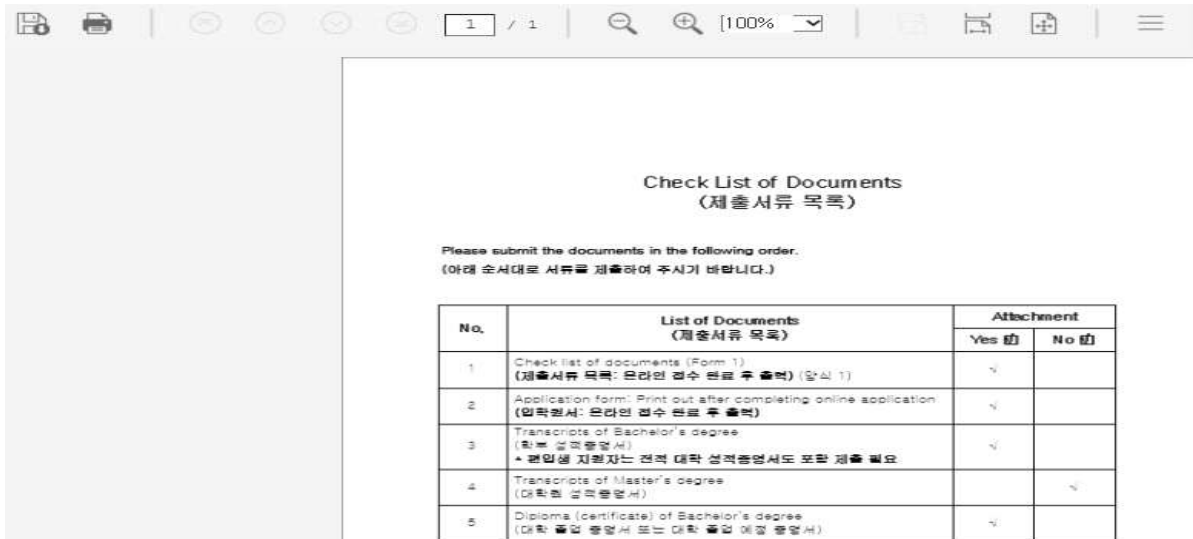 1 / 1 100%
Check List of Documents
(제출서류 목록)
Please submit the documents in the following order.
(아래 순서대로 서류를 제출하여 주시기 바랍니다.)
No.
List of Documents
(제출서류 목록)
Attachment
Yes ☑ No ☑
1
Check list of documents (Form 1)
(제출서류 목록: 온라인 접수 완료 후 출력) (양식 1)
√
2
Application form: Print out after completing online application
(입학원서: 온라인 접수 완료 후 출력)
√
3
Transcripts of Bachelor's degree
(학부 성적증명서)
* 편입생 지원자는 전적 대학 성적증명서도 포함 제출 필요
√
4
Transcripts of Master's degree
(대학원 성적증명서)
√
5
Diploma (certificate) of Bachelor's degree
(대학 졸업 증명서 또는 대학 졸업 예정 증명서)
√